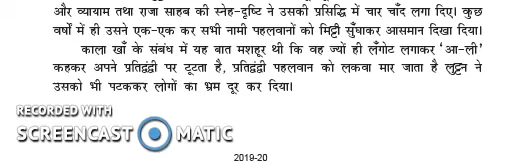 और व्यायाम तथा राजा साहब की स्नेह-दृष्टि ने उसकी प्रसिद्धि में चार चाँद लगा दिए। कुछ
वर्षों में ही उसने एक-एक कर सभी नामी पहलवानों को मिट्टी सुँघाकर आसमान दिखा दिया।
काला खाँ के संबंध में यह बात मशहूर थी कि वह ज्यों ही लँगोट लगाकर 'आ-ली'
कहकर अपने प्रतिद्वंद्वी पर टूटता है, प्रतिद्वंद्वी पहलवान को लकवा मार जाता है लुट्टन ने
उसको भी पटककर लोगों का भ्रम दूर कर दिया।
RECORDED WITH
SCREENCAST MATIC
2019-20